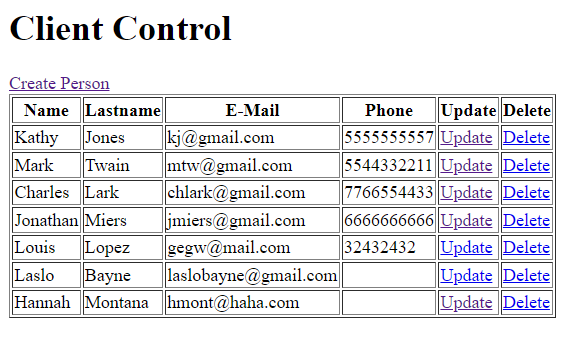 Client Control
Create Person
Name Lastname E-Mail Phone Update Delete
Kathy Jones kj@gmail.com 5555555557 Update Delete
Mark Twain mtw@gmail.com 5544332211 Update Delete
Charles Lark chlark@gmail.com 7766554433 Update Delete
Jonathan Miers jmiers@gmail.com 6666666666 Update Delete
Louis Lopez gegw@mail.com 32432432 Update Delete
Laslo Bayne laslobayne@gmail.com Update Delete
Hannah Montana hmont@haha.com Update Delete